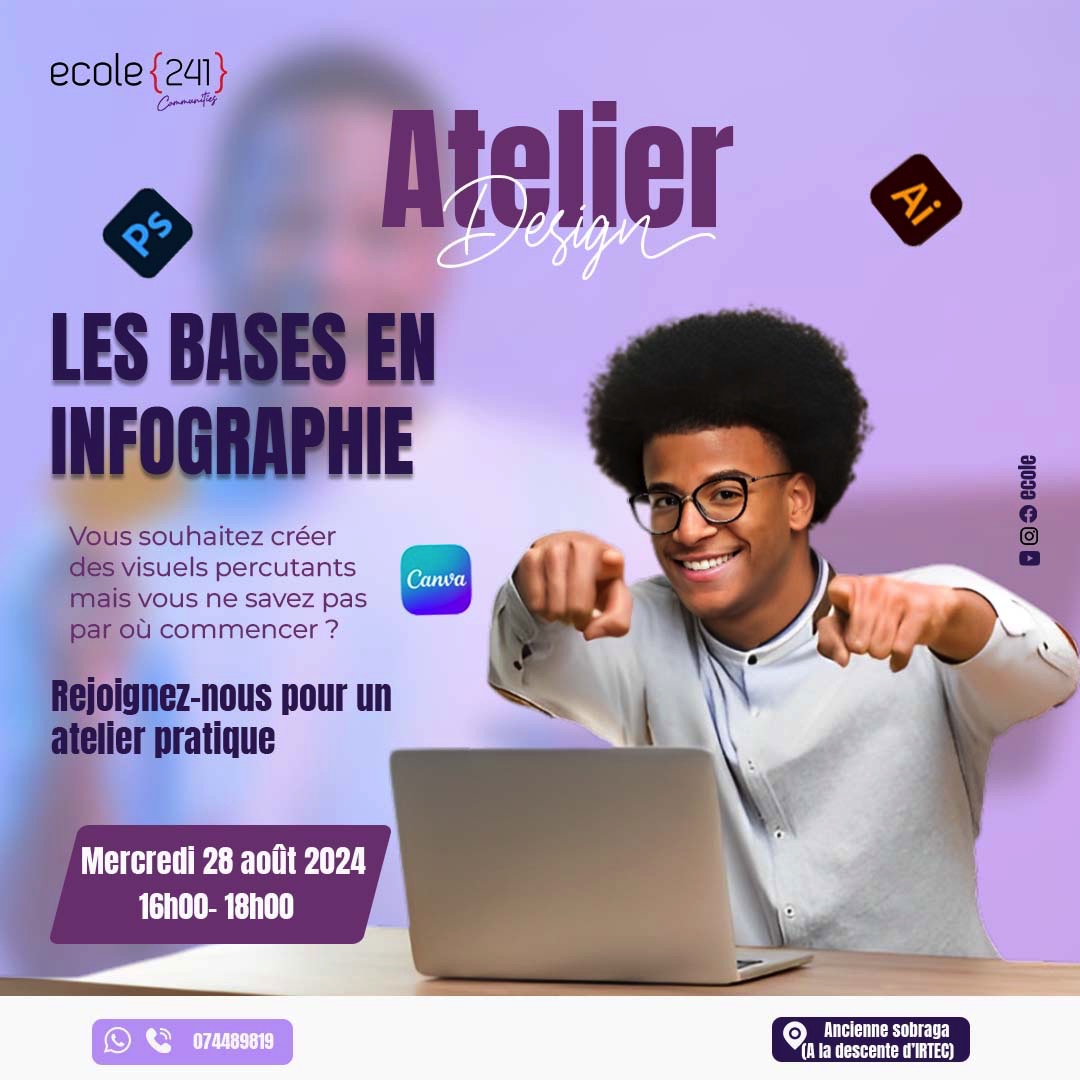 ecole {241}
Communities
Atelier
Design
Ps
Ai
LES BASES EN
INFOGRAPHIE
Vous souhaitez créer
des visuels percutants
mais vous ne savez pas
par où commencer ?
Canva
ecole
Rejoignez-nous pour un
atelier pratique
Mercredi 28 août 2024
16h00- 18h00
074489819
Ancienne sobraga
(A la descente d'IRTEC)